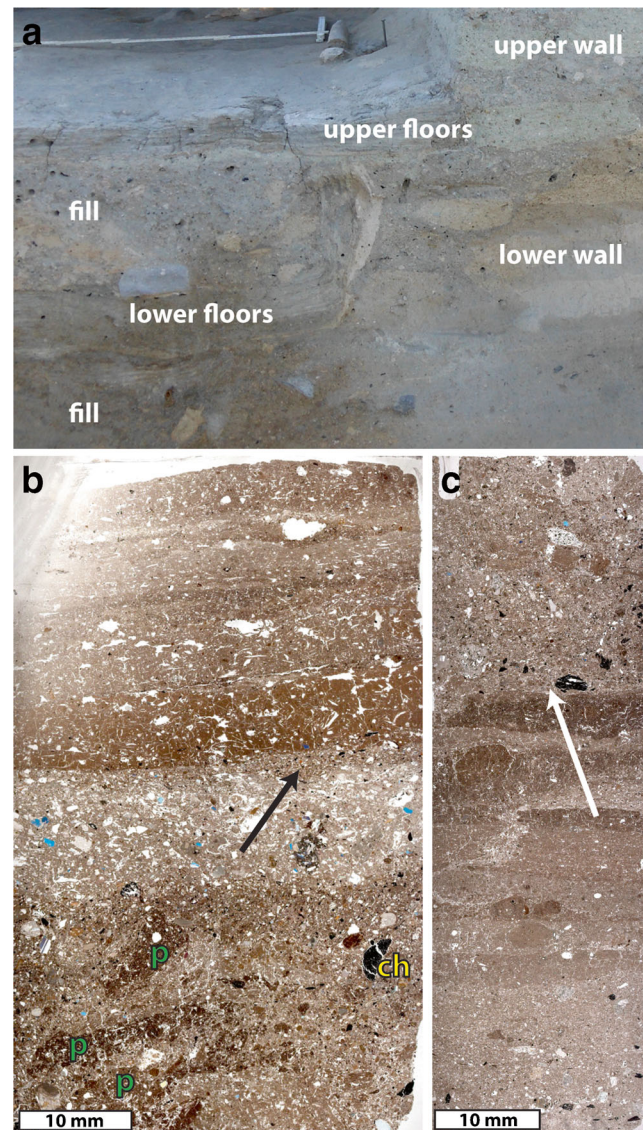 a
upper wall
upper floors
fill
lower wall
lower floors
fill
b
c
p
ch
p
p
10 mm
10 mm